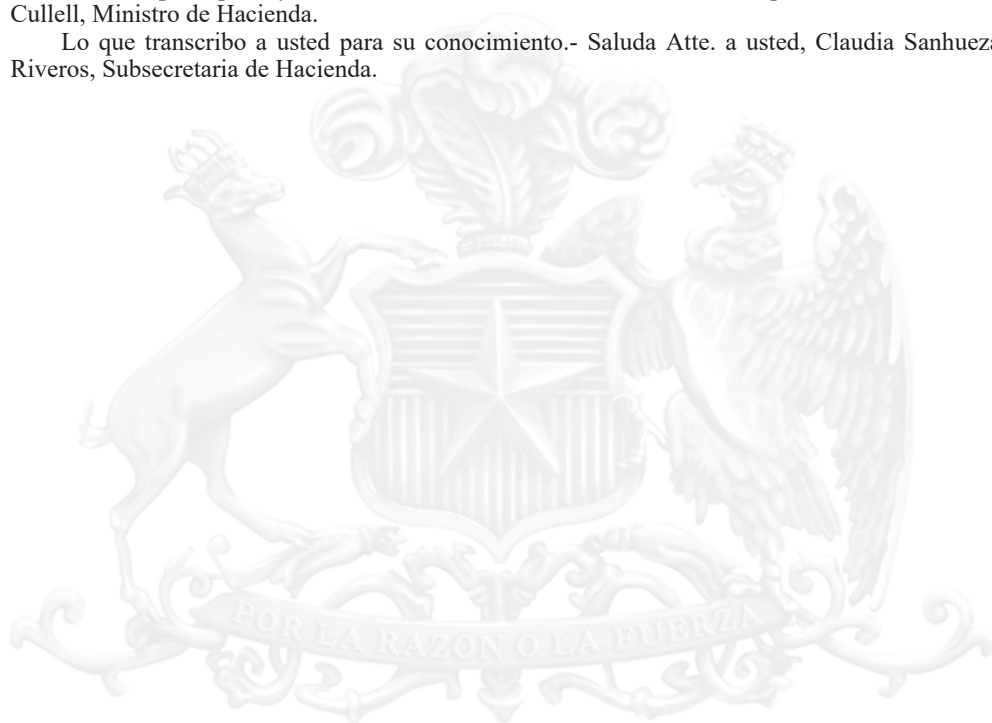 Cullell, Ministro de Hacienda.
Lo que transcribo a usted para su conocimiento.- Saluda Atte. a usted, Claudia Sanhueza
Riveros, Subsecretaria de Hacienda.
POR LA RAZON O LA FUERZA